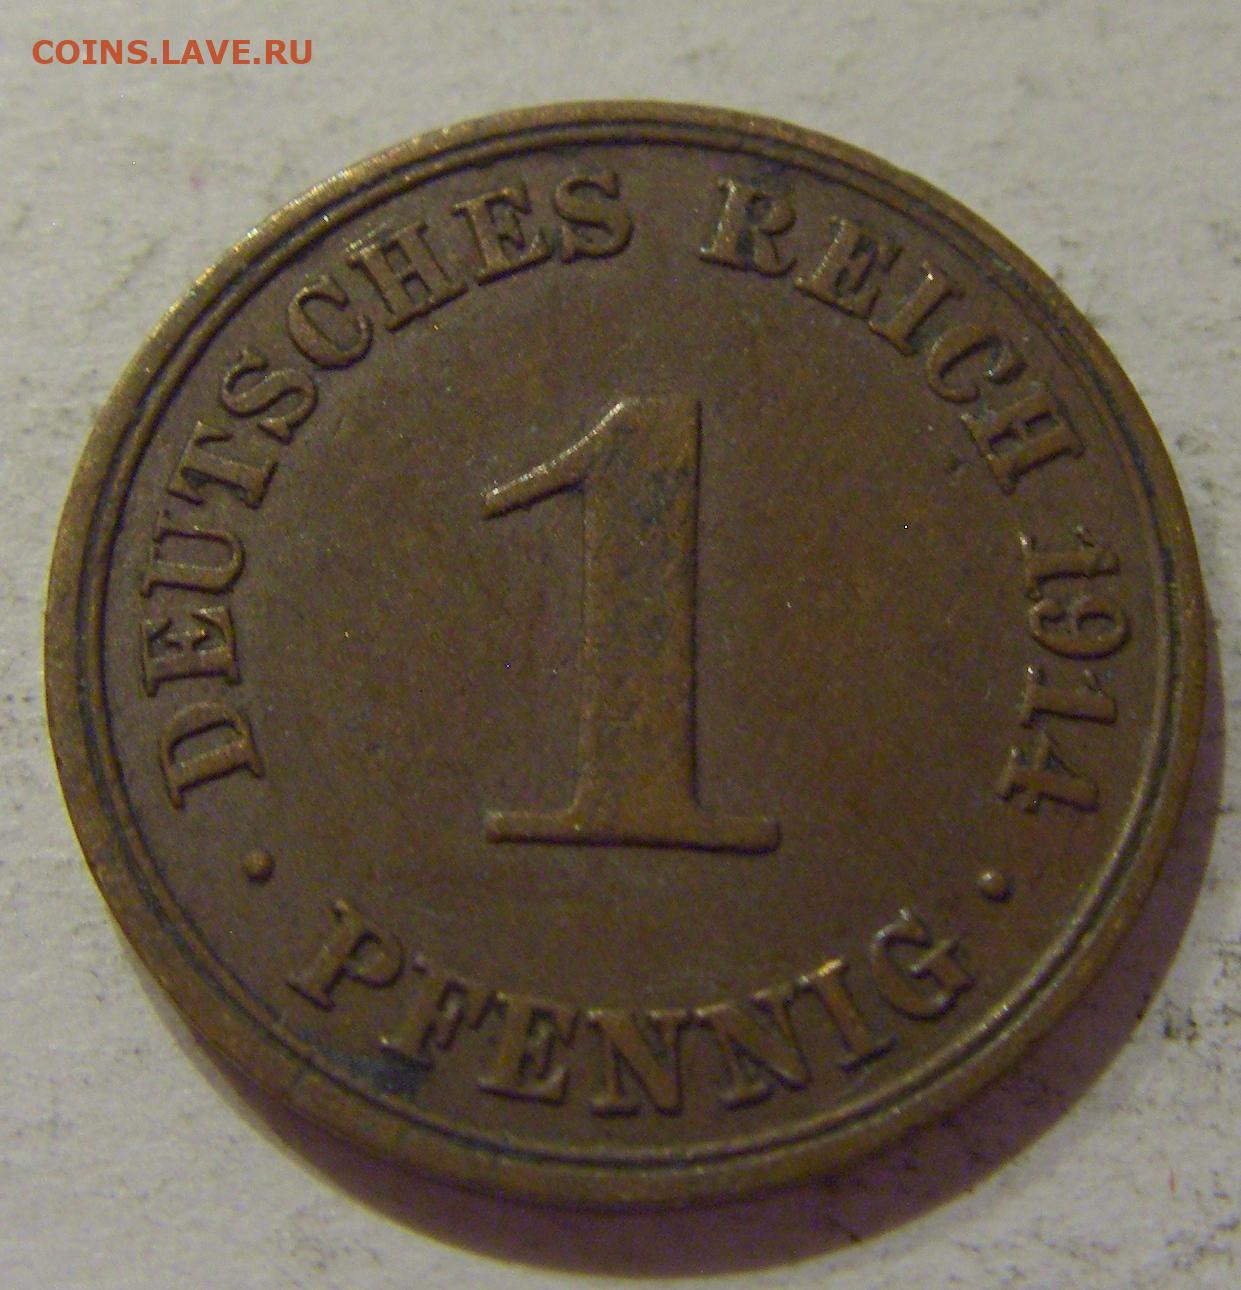 COINS.LAVE.RU
DEUTSCHES REICH 1914
1
• PFENNIG •